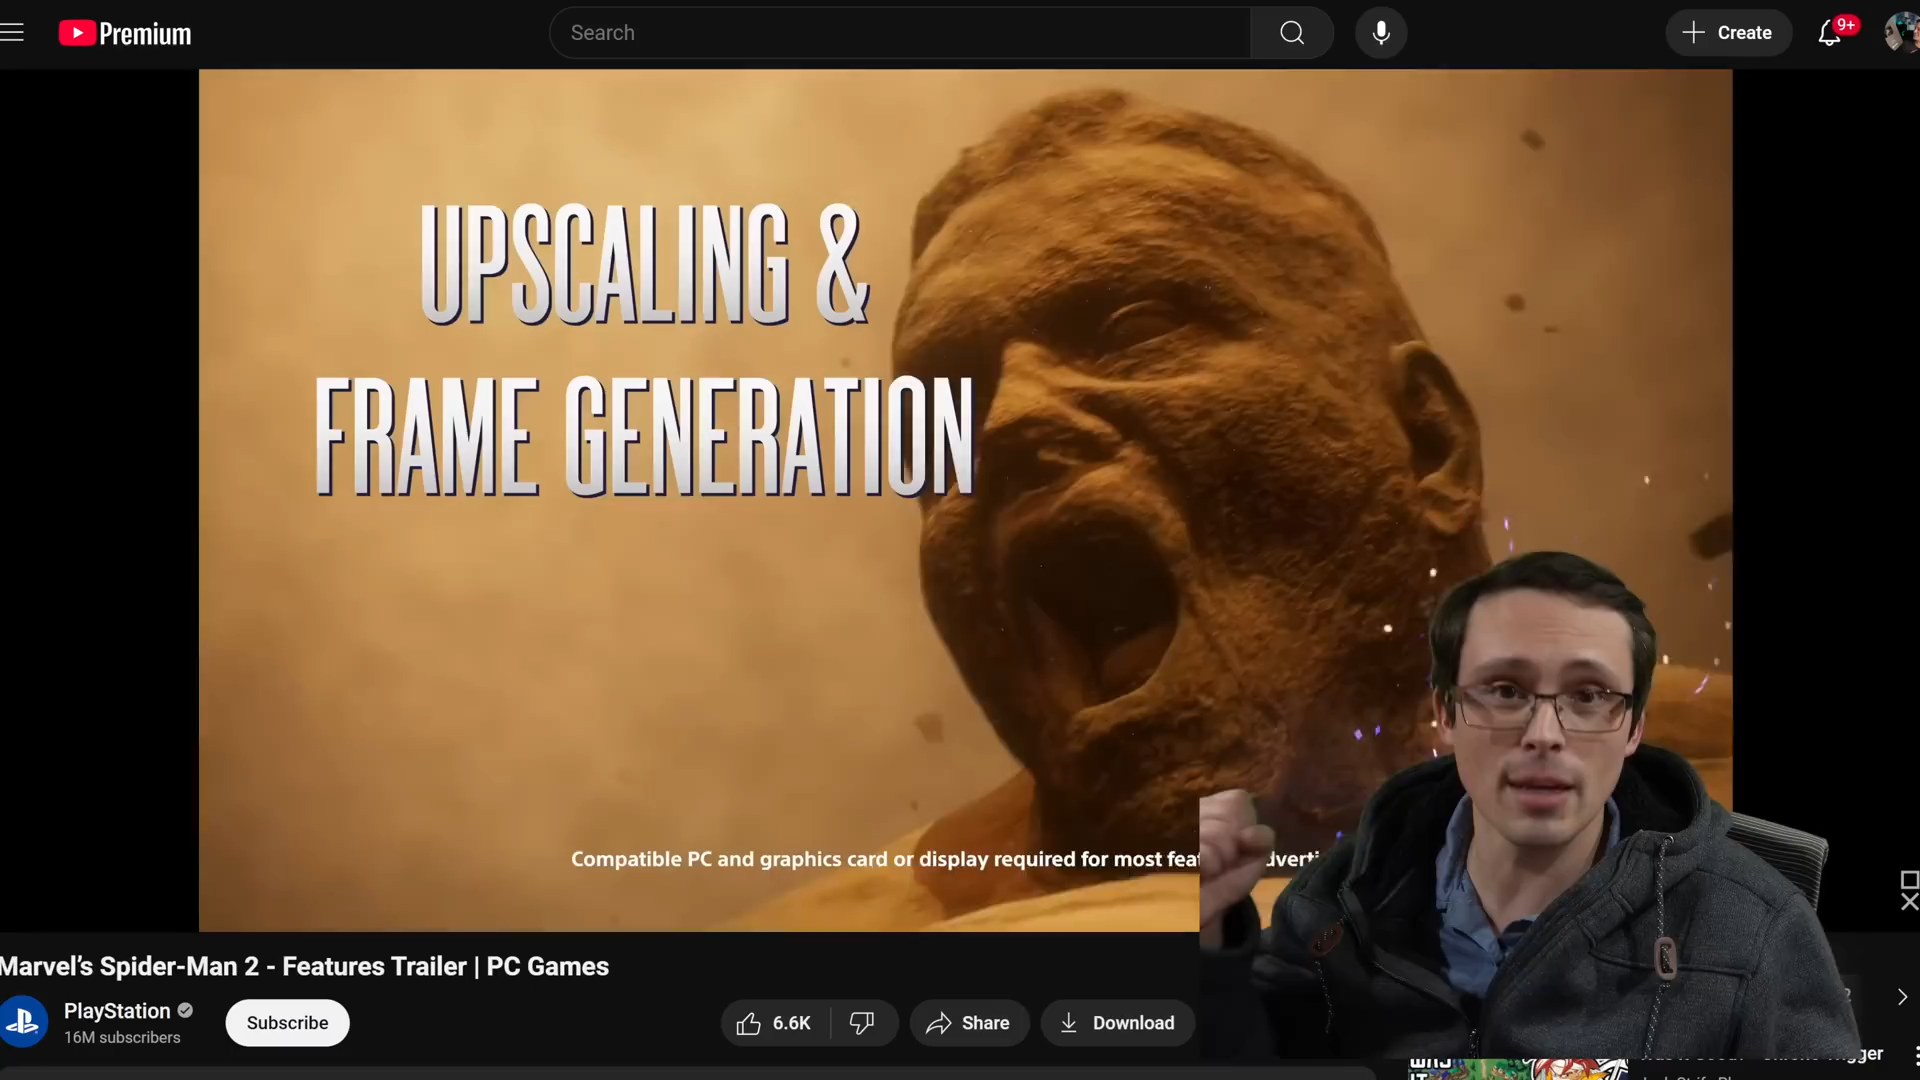 Premium
Search
Create
9+
UPSCALING &
FRAME GENERATION
Compatible PC and graphics card or display required for most
Marvel’s Spider-Man 2 - Features Trailer | PC Games
PlayStation
16M subscribers
Subscribe
6.6K
Share
Download